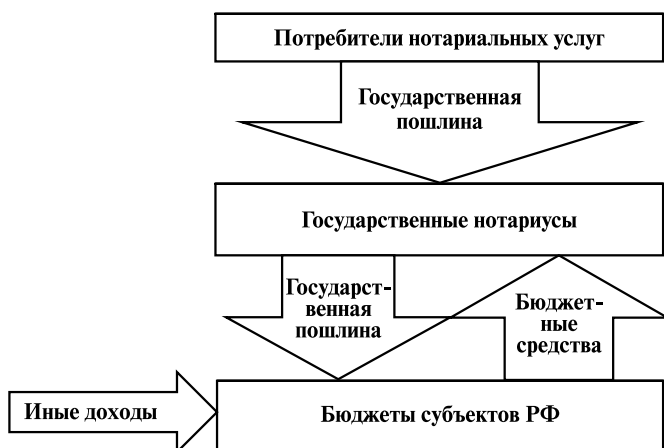 Потребители нотариальных услуг
Государственная
пошлина
Государственные нотариусы
Государст-
венная
пошлина
Бюджет-
ные
средства
Иные доходы
Бюджеты субъектов РФ